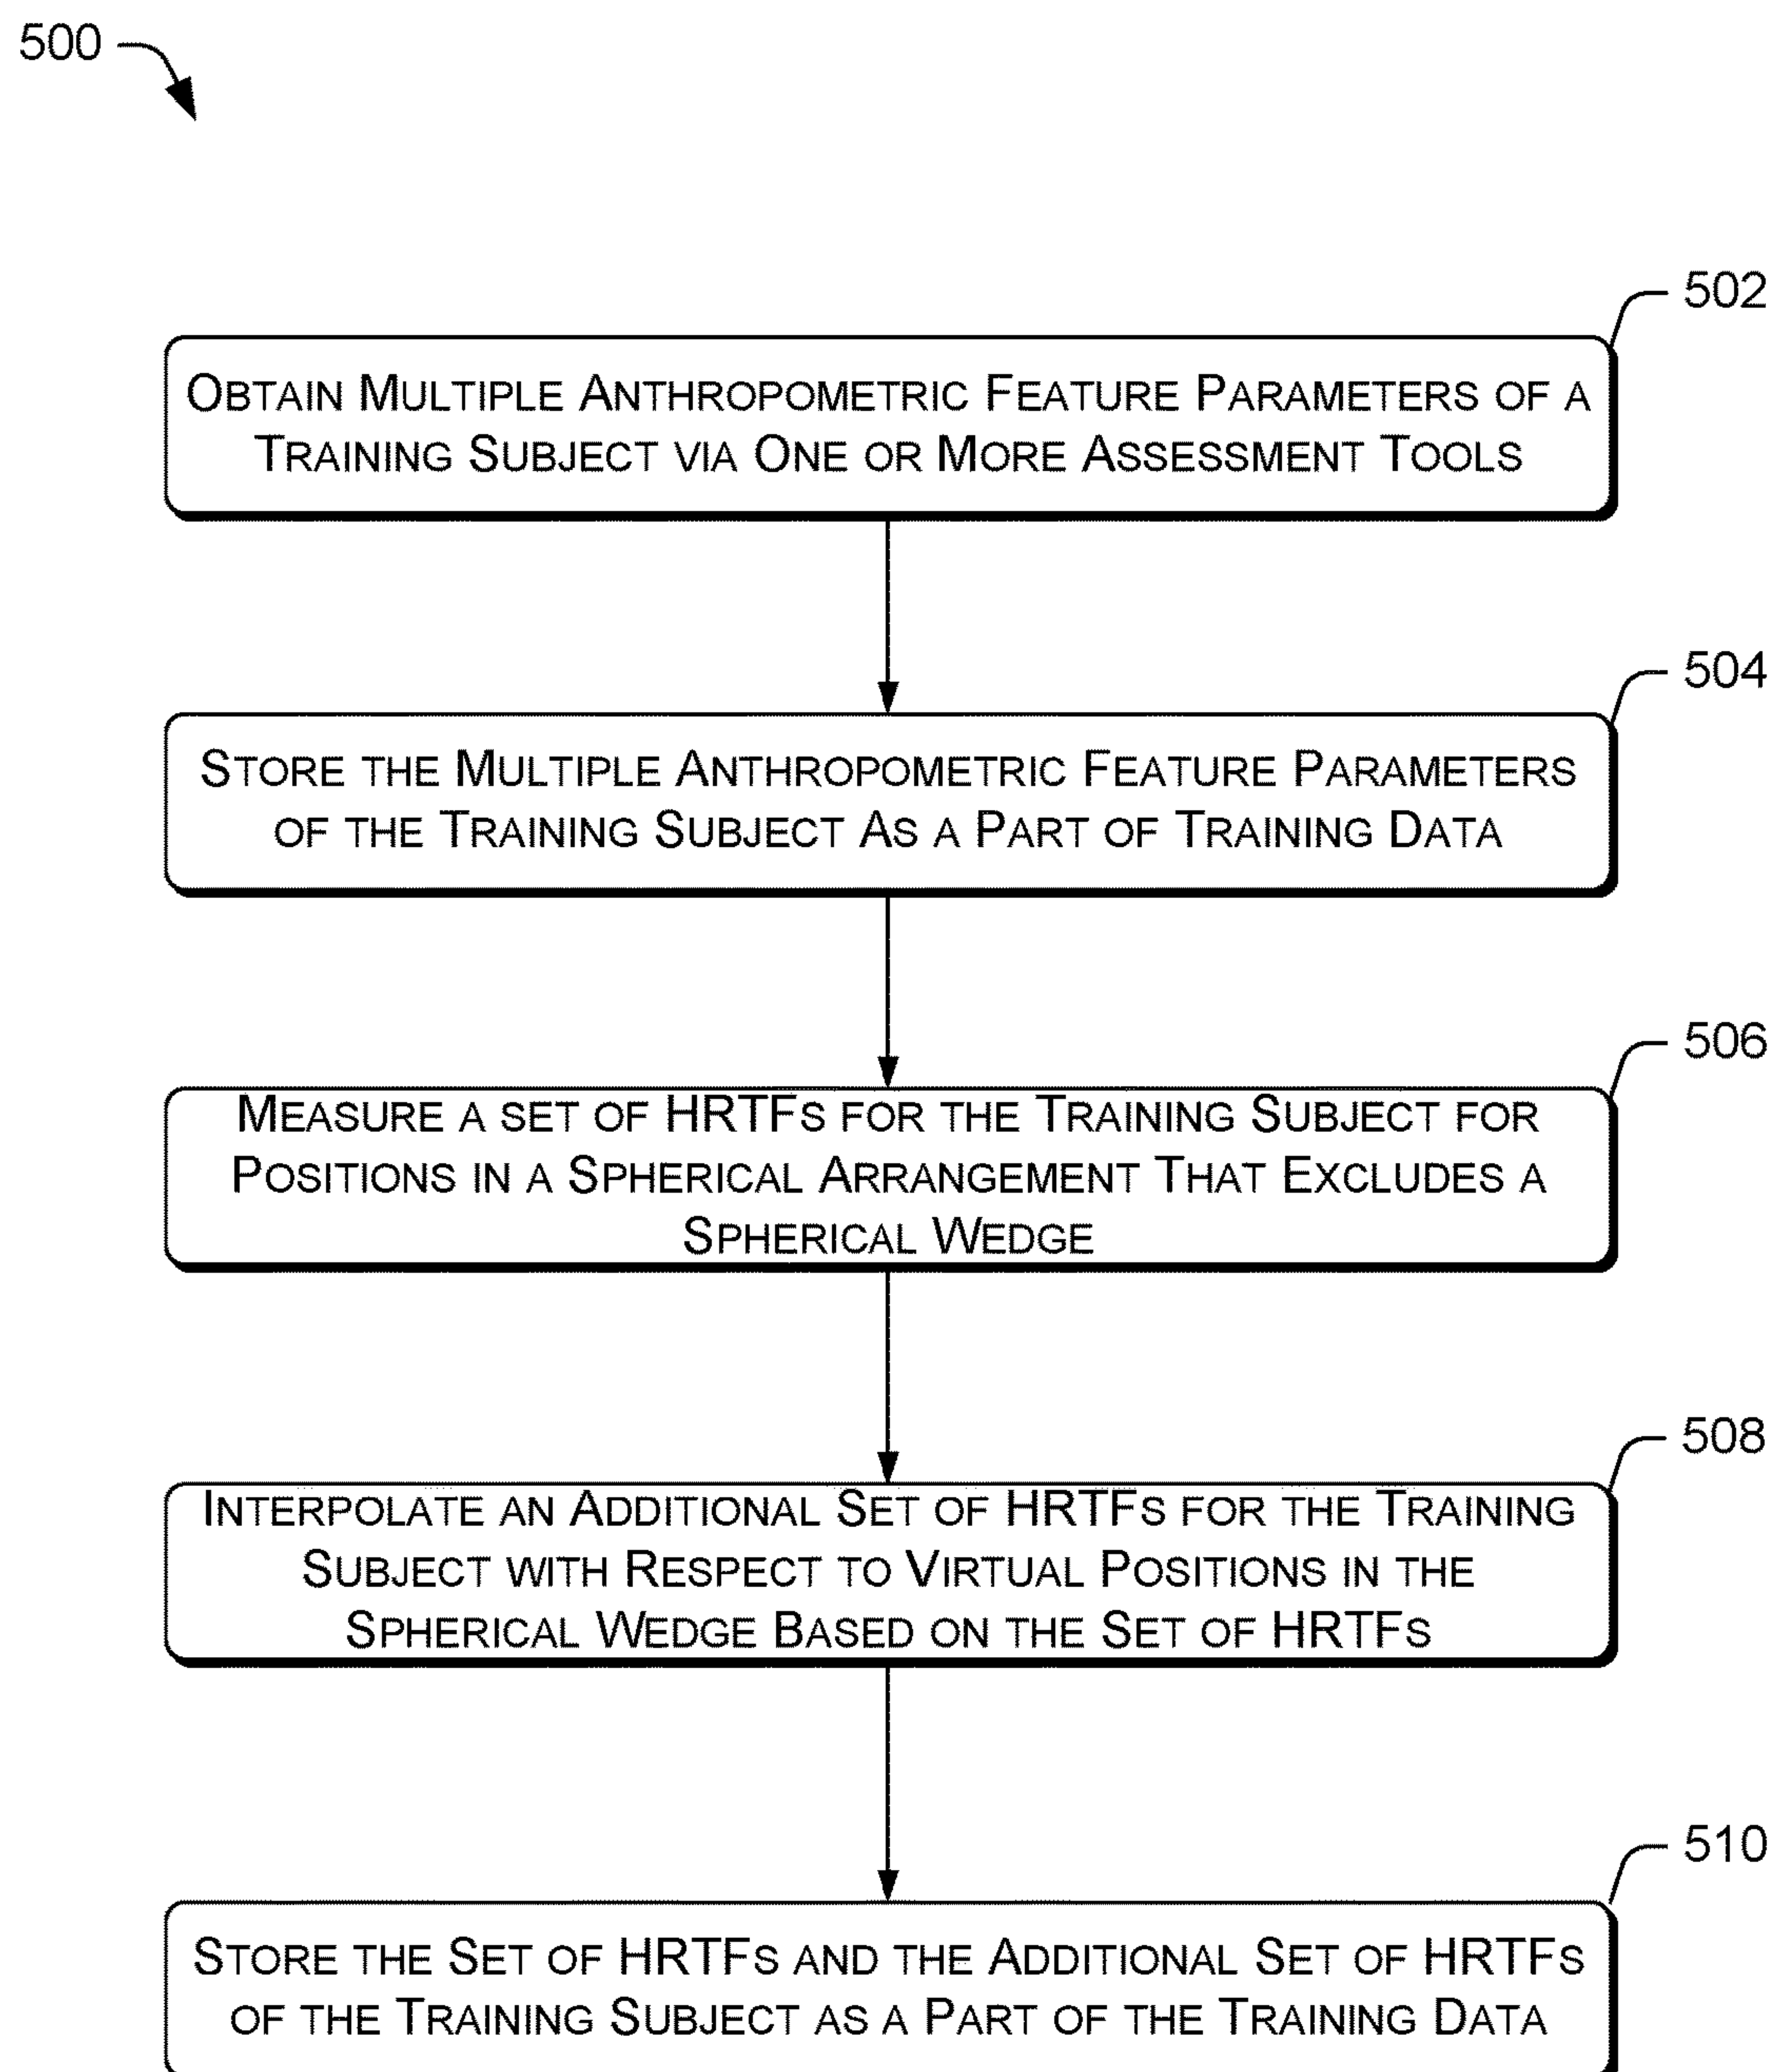 500
502
Obtain Multiple Anthropometric Feature Parameters of a
Training Subject via One or More Assessment Tools
504
Store the Multiple Anthropometric Feature Parameters
of the Training Subject As a Part of Training Data
506
Measure a set of HRTFs for the Training Subject for
Positions in a Spherical Arrangement That Excludes a
Spherical Wedge
508
Interpolate an Additional Set of HRTFs for the Training
Subject with Respect to Virtual Positions in the
Spherical Wedge Based on the Set of HRTFs
510
Store the Set of HRTFs and the Additional Set of HRTFs
of the Training Subject as a Part of the Training Data